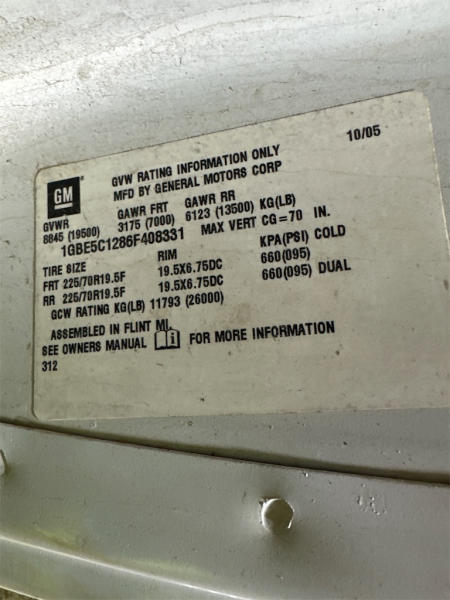 10/05
GVW RATING INFORMATION ONLY
MFD BY GENERAL MOTORS CORP
GM
GVWR GAWR FRT GAWR RR
8845 (19500) 3175 (7000) 6123 (13500) KG(LB)
1GBE5C1286F408331 MAX VERT CG=70 IN.
TIRE SIZE RIM KPA(PSI) COLD
FRT 225/70R19.5F 19.5X6.75DC 660(095)
RR 225/70R19.5F 19.5X6.75DC 660(095) DUAL
GCW RATING KG(LB) 11793 (26000)
ASSEMBLED IN FLINT MI.
SEE OWNERS MANUAL i FOR MORE INFORMATION
312